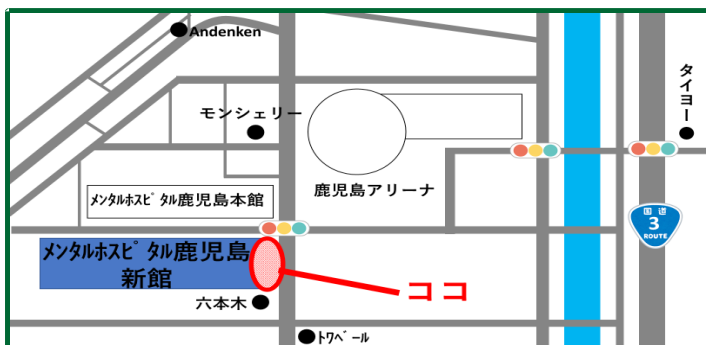 Andenken
タイヨー
モンシェリー
鹿児島アリーナ
ﾒﾝﾀﾙﾎｽﾋﾟﾀﾙ鹿児島本館
国道
3
ROUTE
ﾒﾝﾀﾙﾎｽﾋﾟﾀﾙ鹿児島
新館
ココ
六本木
ﾄﾜﾍﾞｰﾙ